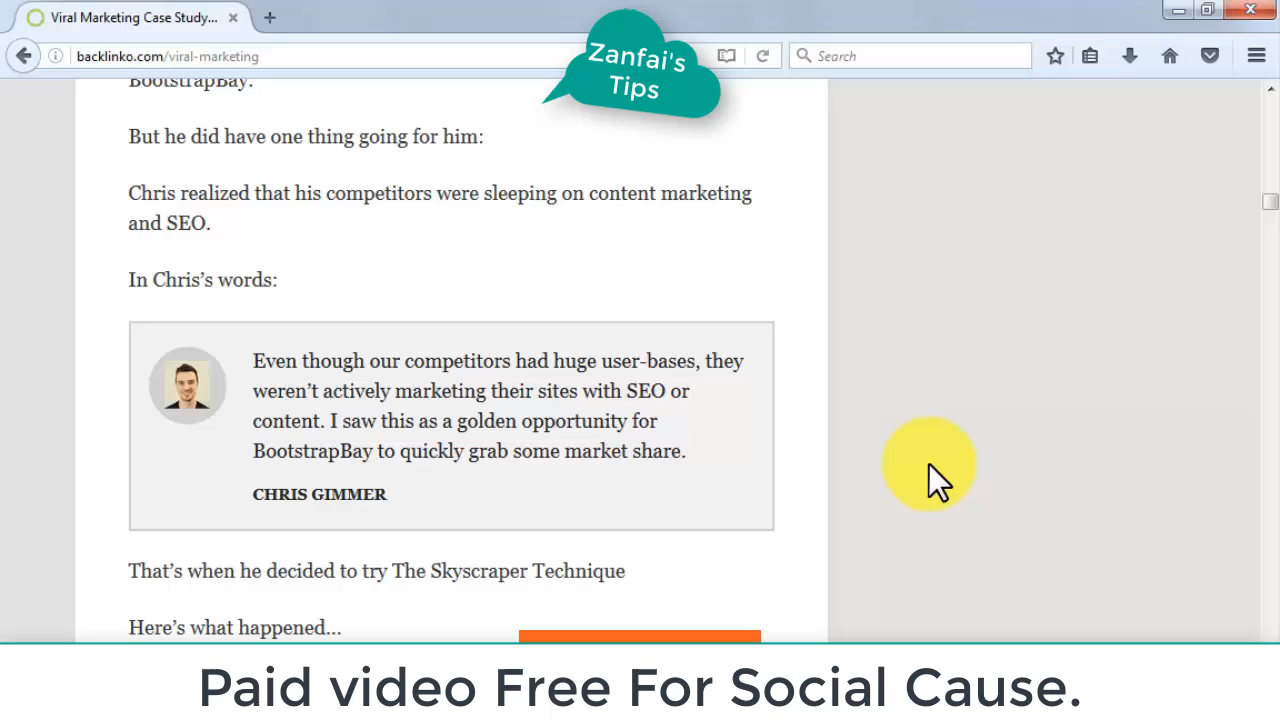 Viral Marketing Case Study...
backlinko.com/viral-marketing
Search
Zanfai's
Tips
BootstrapBay.
But he did have one thing going for him:
Chris realized that his competitors were sleeping on content marketing
and SEO.
In Chris's words:
Even though our competitors had huge user-bases, they
weren't actively marketing their sites with SEO or
content. I saw this as a golden opportunity for
BootstrapBay to quickly grab some market share.
CHRIS GIMMER
That's when he decided to try The Skyscraper Technique
Here's what happened...
Paid video Free For Social Cause.